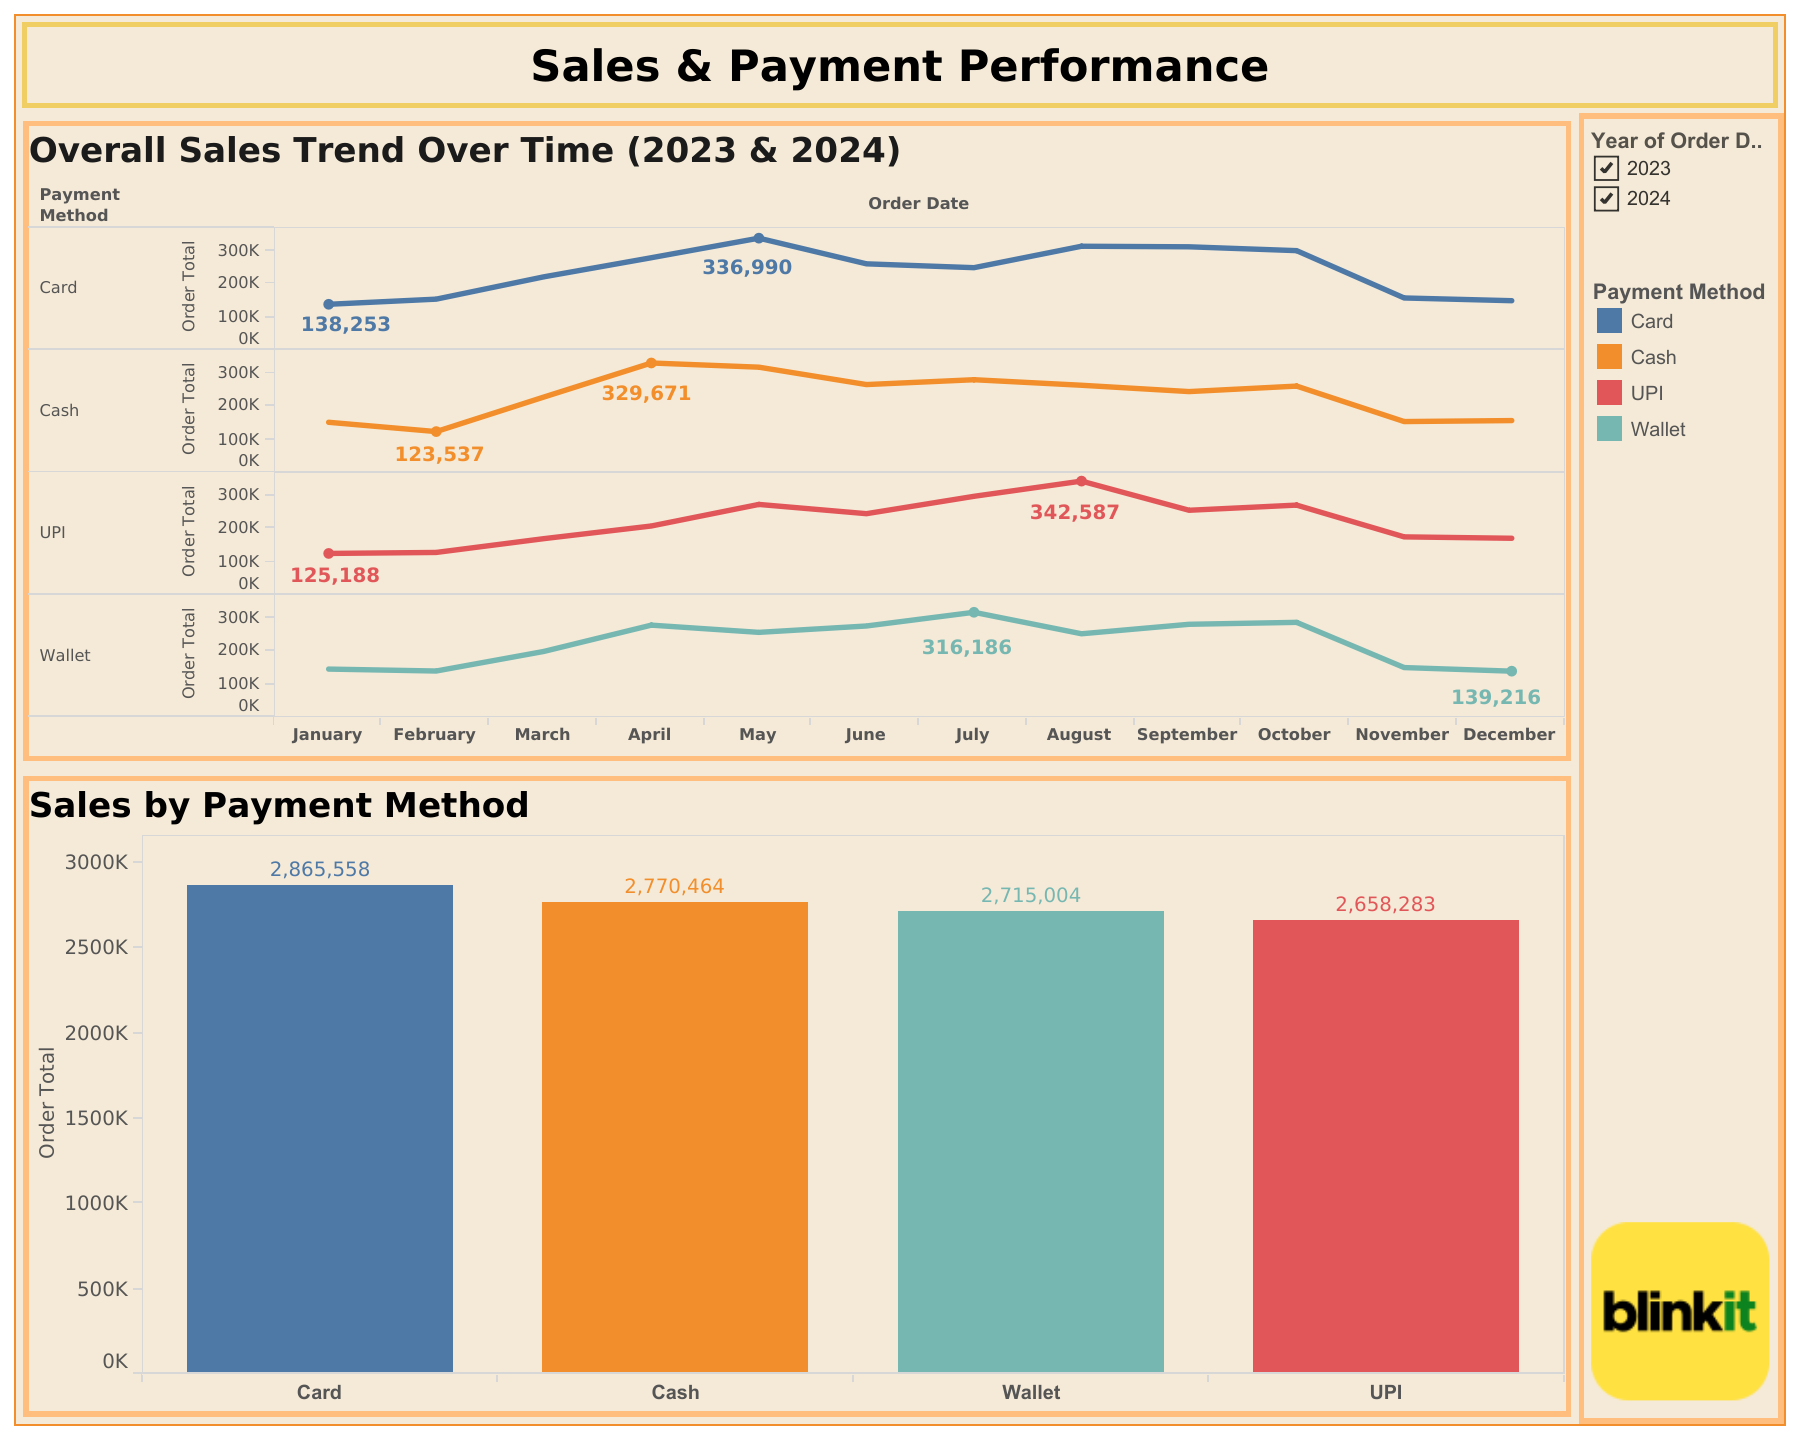 Sales & Payment Performance
Overall Sales Trend Over Time (2023 & 2024)
Payment
Method
Order Date
Card
Order Total
300K
200K
100K
0K
336,990
138,253
Cash
Order Total
300K
200K
100K
0K
329,671
123,537
UPI
Order Total
300K
200K
100K
0K
342,587
125,188
Wallet
Order Total
300K
200K
100K
0K
316,186
139,216
January February March April May June July August September October November December
Year of Order D..
2023
2024
Payment Method
Card
Cash
UPI
Wallet
Sales by Payment Method
Order Total
3000K
2500K
2000K
1500K
1000K
500K
0K
2,865,558
2,770,464
2,715,004
2,658,283
Card Cash Wallet UPI
blinkit